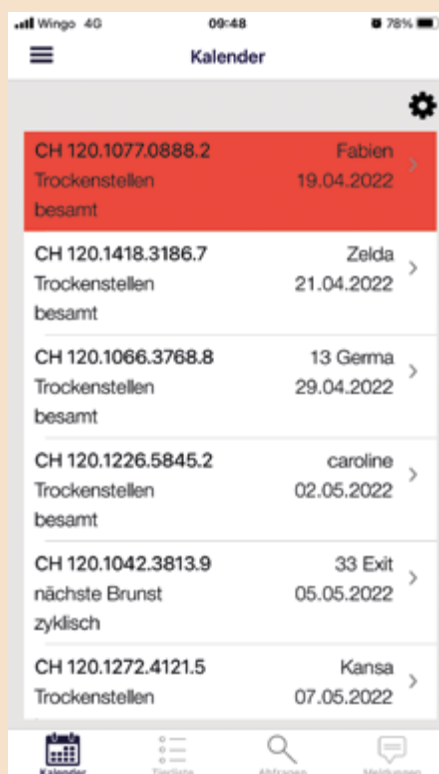 Wingo 4G 09:48 78%
Kalender
CH 120.1077.0888.2 Fabien
Trockenstellen 19.04.2022
besamt
CH 120.1418.3186.7 Zelda
Trockenstellen 21.04.2022
besamt
CH 120.1066.3768.8 13 Germa
Trockenstellen 29.04.2022
besamt
CH 120.1226.5845.2 caroline
Trockenstellen 02.05.2022
besamt
CH 120.1042.3813.9 33 Exit
nächste Brunst 05.05.2022
zyklisch
CH 120.1272.4121.5 Kansa
Trockenstellen 07.05.2022
Kalender Tierliste Abfragen Meldungen